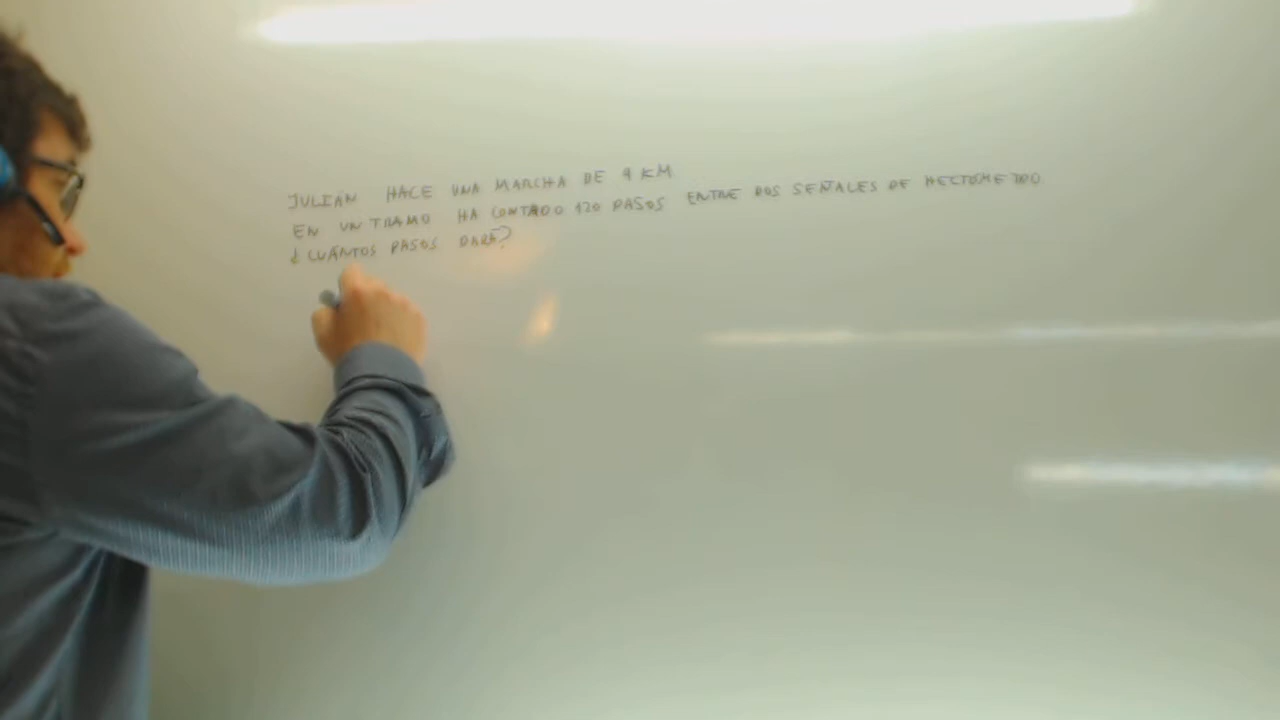 JULIÁN HACE UNA MARCHA DE 9 KM
EN UN TRAMO HA CONTADO 120 PASOS ENTRE DOS SEÑALES DE HECTOMETRO
¿CUÁNTOS PASOS DARÁ?